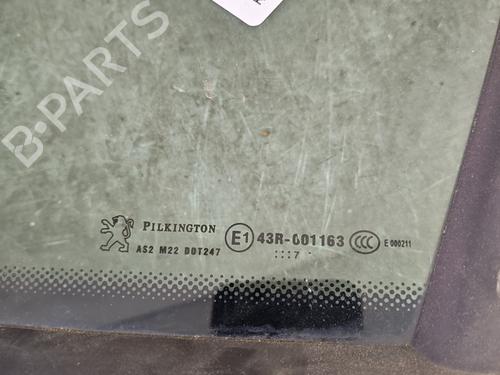 B-PARTS
PILKINGTON
AS2 M22 DOT247
E1 43R-001163 CCC E 000211
:::7 ·